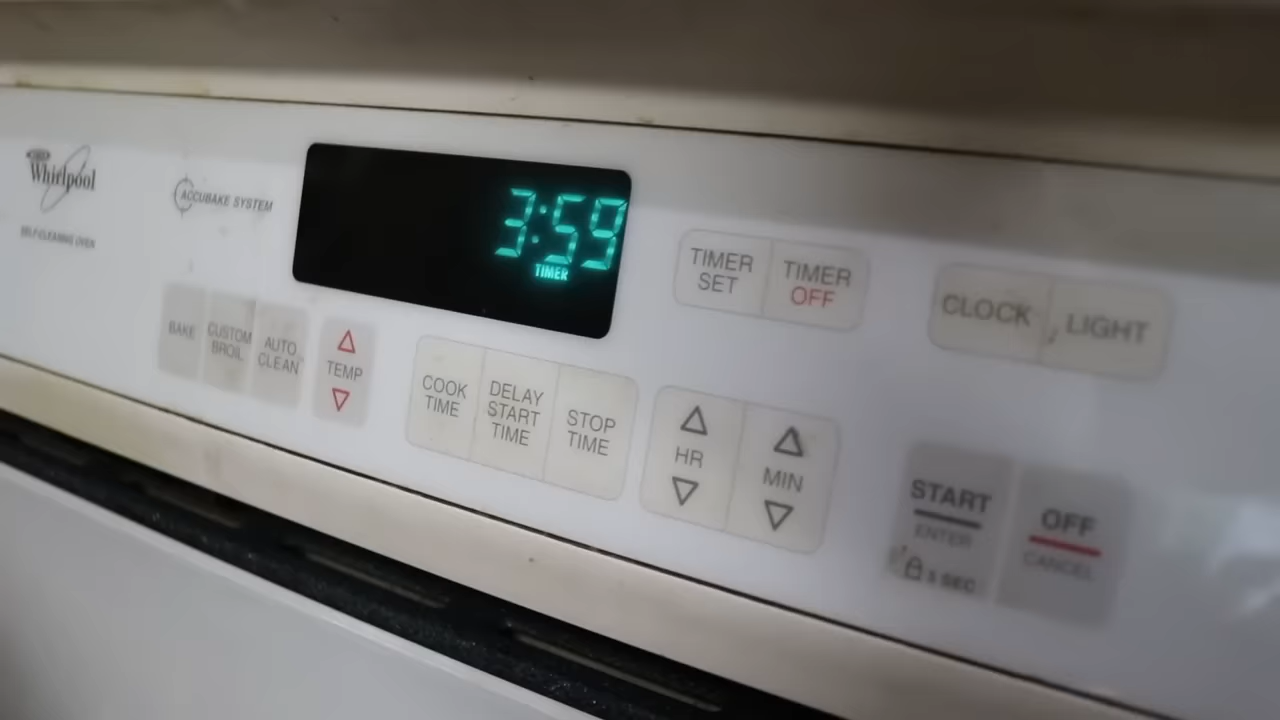 Whirlpool
SELF-CLEANING OVEN
ACCUBAKE SYSTEM
3:59
TIMER
TIMER
SET
TIMER
OFF
CLOCK
LIGHT
BAKE
CUSTOM
BROIL
AUTO
CLEAN
TEMP
COOK
TIME
DELAY
START
TIME
STOP
TIME
HR
MIN
START
ENTER
3 SEC
OFF
CANCEL